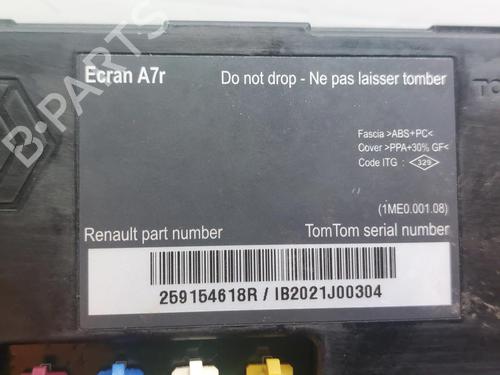 Ecran A7r
Do not drop - Ne pas laisser tomber
Fascia >ABS+PC<
Cover >PPA+30% GF<
Code ITG : 329
(1ME0.001.08)
Renault part number
TomTom serial number
259154618R / IB2021J00304
B-PARTS
TO